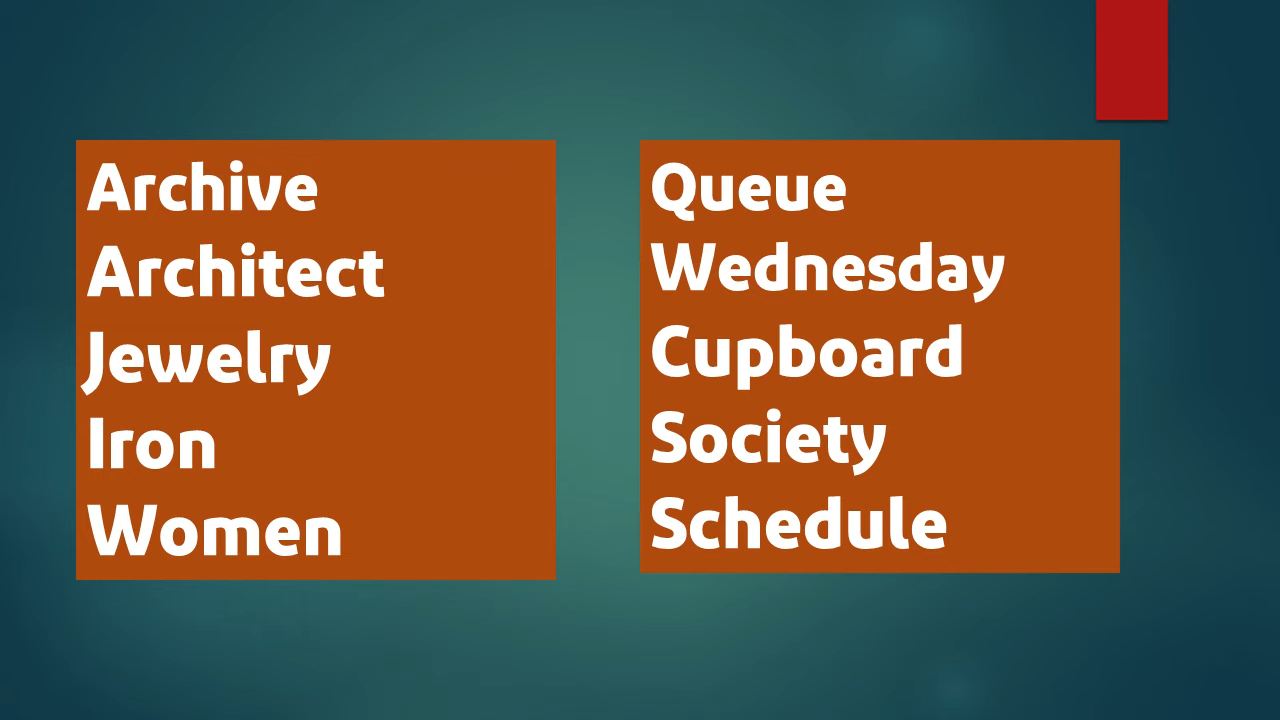 Archive
Architect
Jewelry
Iron
Women
Queue
Wednesday
Cupboard
Society
Schedule